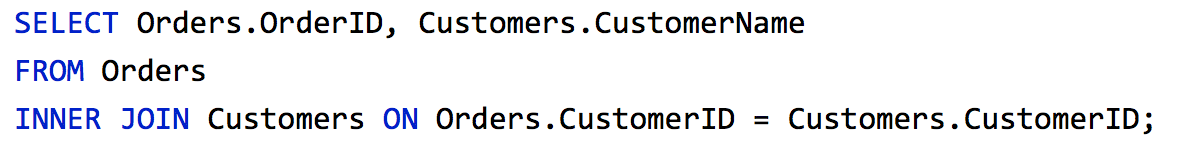 SELECT Orders.OrderID, Customers.CustomerName
FROM Orders
INNER JOIN Customers ON Orders.CustomerID = Customers.CustomerID;